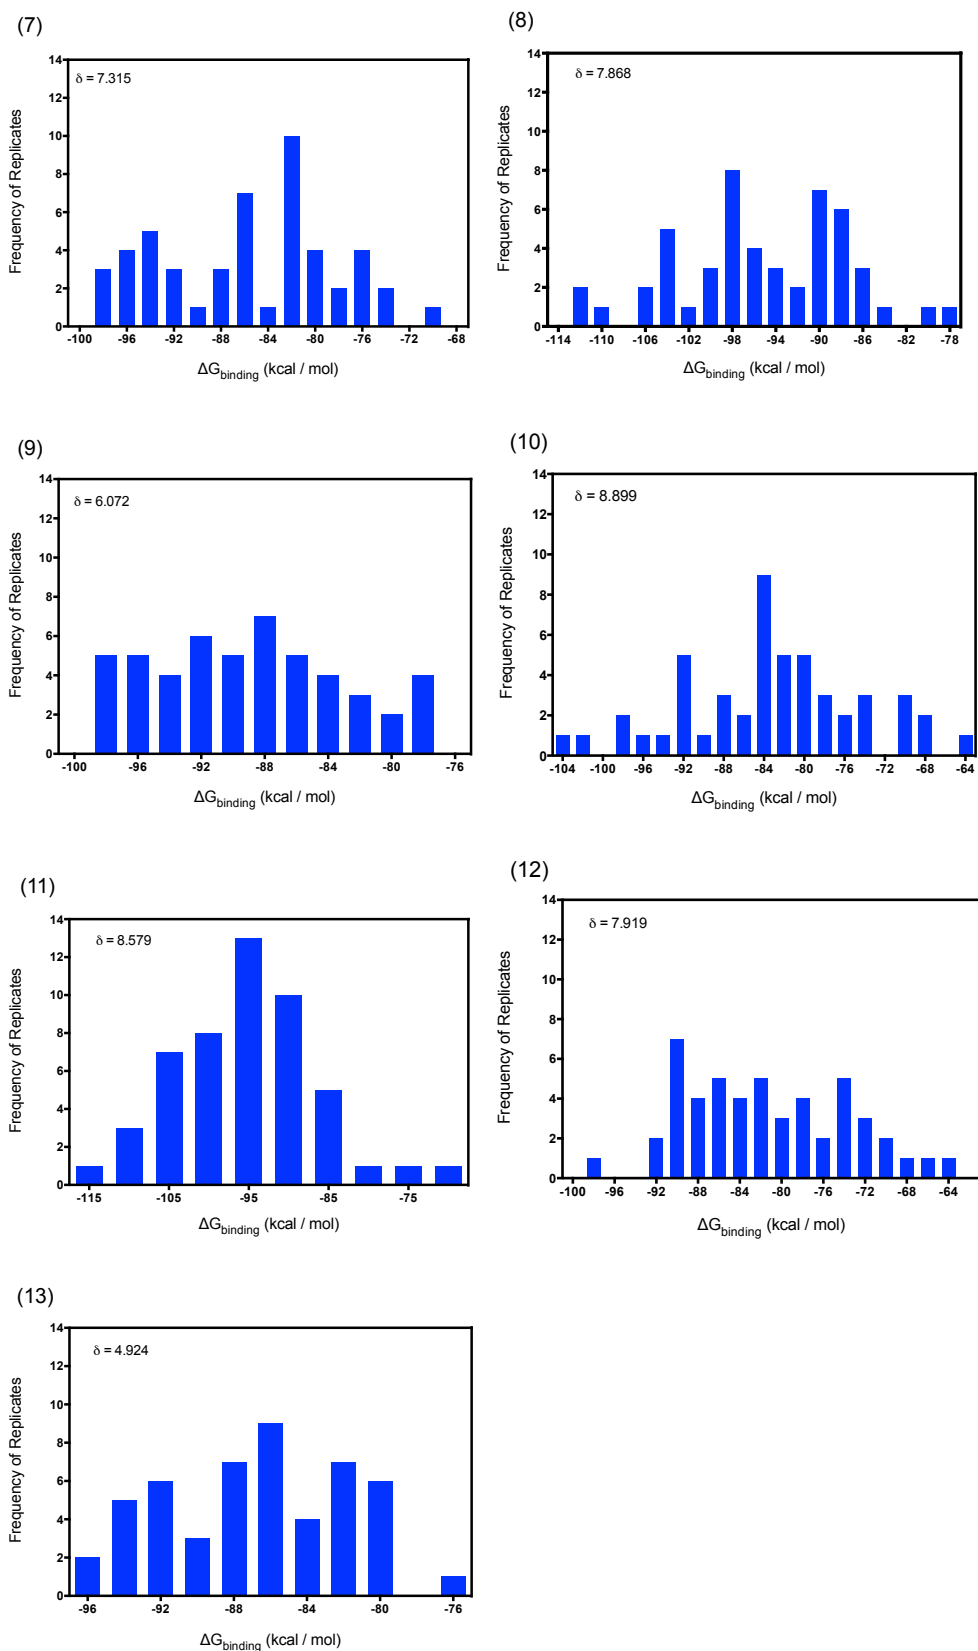 (7)
δ = 7.315
Frequency of Replicates
14
12
10
8
6
4
2
0
-100 -96 -92 -88 -84 -80 -76 -72 -68
ΔGbinding (kcal / mol)
(8)
δ = 7.868
Frequency of Replicates
14
12
10
8
6
4
2
0
-114 -110 -106 -102 -98 -94 -90 -86 -82 -78
ΔGbinding (kcal / mol)
(9)
δ = 6.072
Frequency of Replicates
14
12
10
8
6
4
2
0
-100 -96 -92 -88 -84 -80 -76
ΔGbinding (kcal / mol)
(10)
δ = 8.899
Frequency of Replicates
14
12
10
8
6
4
2
0
-104 -100 -96 -92 -88 -84 -80 -76 -72 -68 -64
ΔGbinding (kcal / mol)
(11)
δ = 8.579
Frequency of Replicates
14
12
10
8
6
4
2
0
-115 -105 -95 -85 -75
ΔGbinding (kcal / mol)
(12)
δ = 7.919
Frequency of Replicates
14
12
10
8
6
4
2
0
-100 -96 -92 -88 -84 -80 -76 -72 -68 -64
ΔGbinding (kcal / mol)
(13)
δ = 4.924
Frequency of Replicates
14
12
10
8
6
4
2
0
-96 -92 -88 -84 -80 -76
ΔGbinding (kcal / mol)